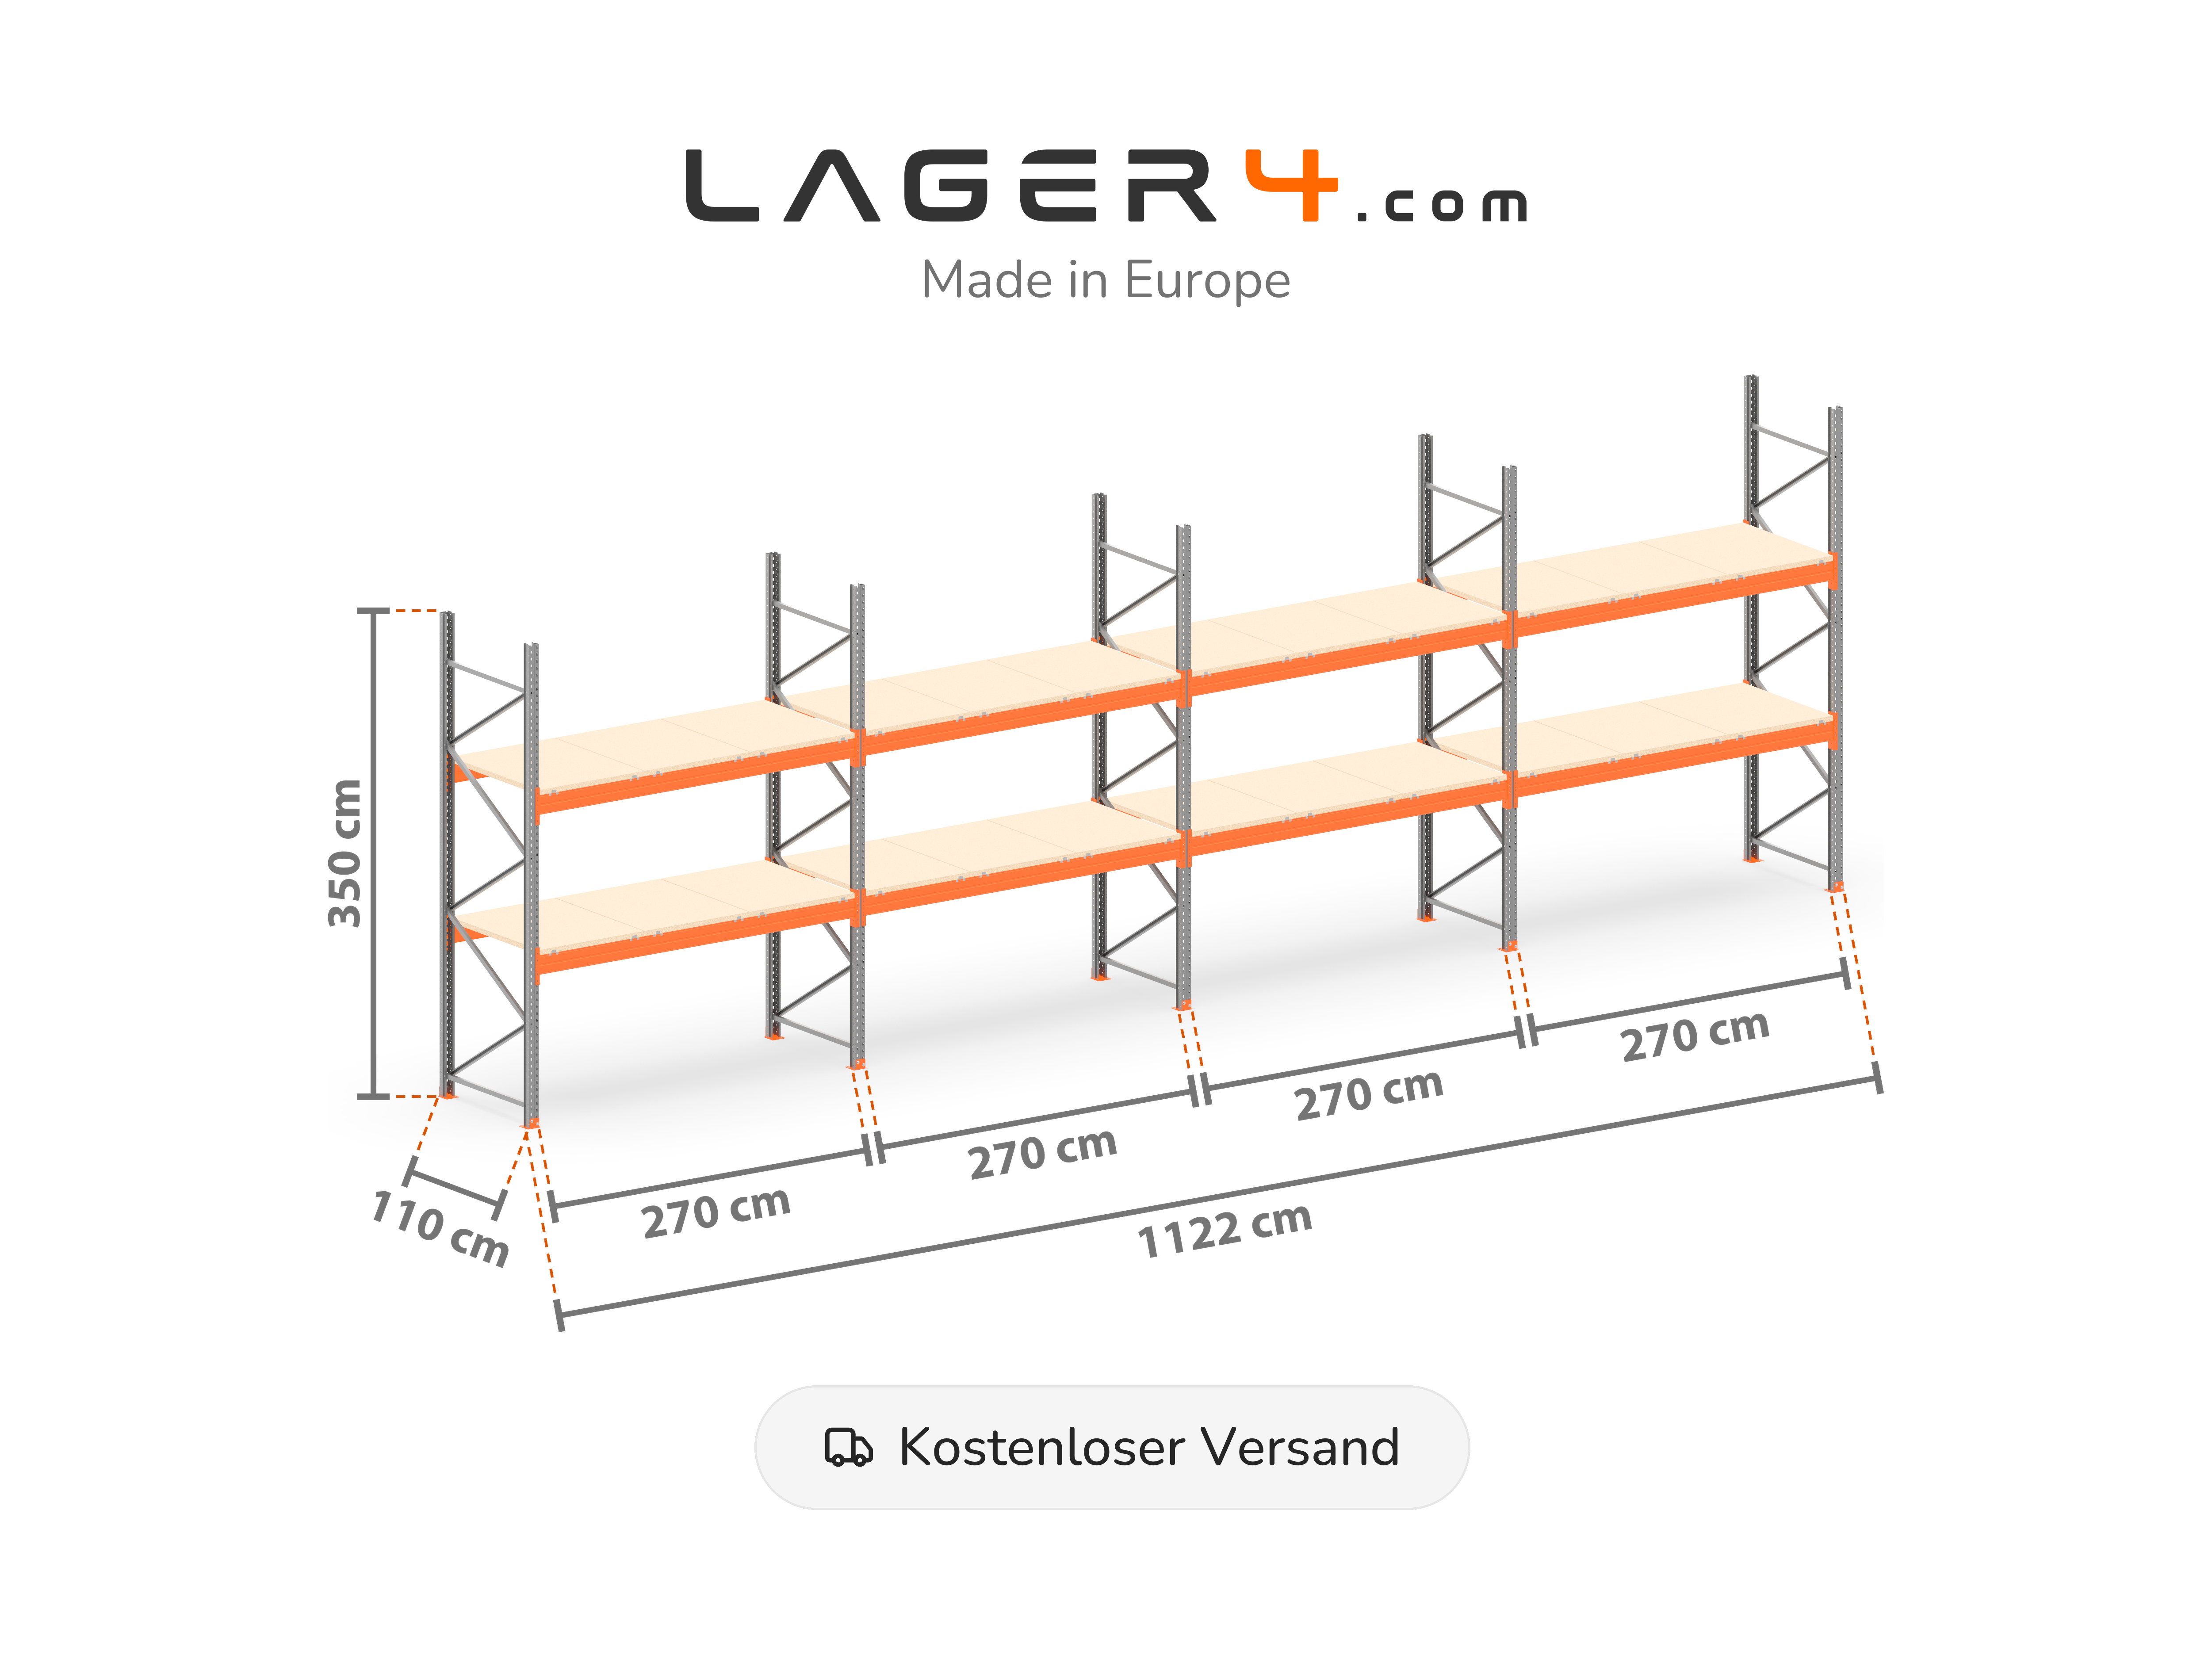 LAGER4.com
Made in Europe
350 cm
110 cm
270 cm
270 cm
270 cm
270 cm
1122 cm
Kostenloser Versand